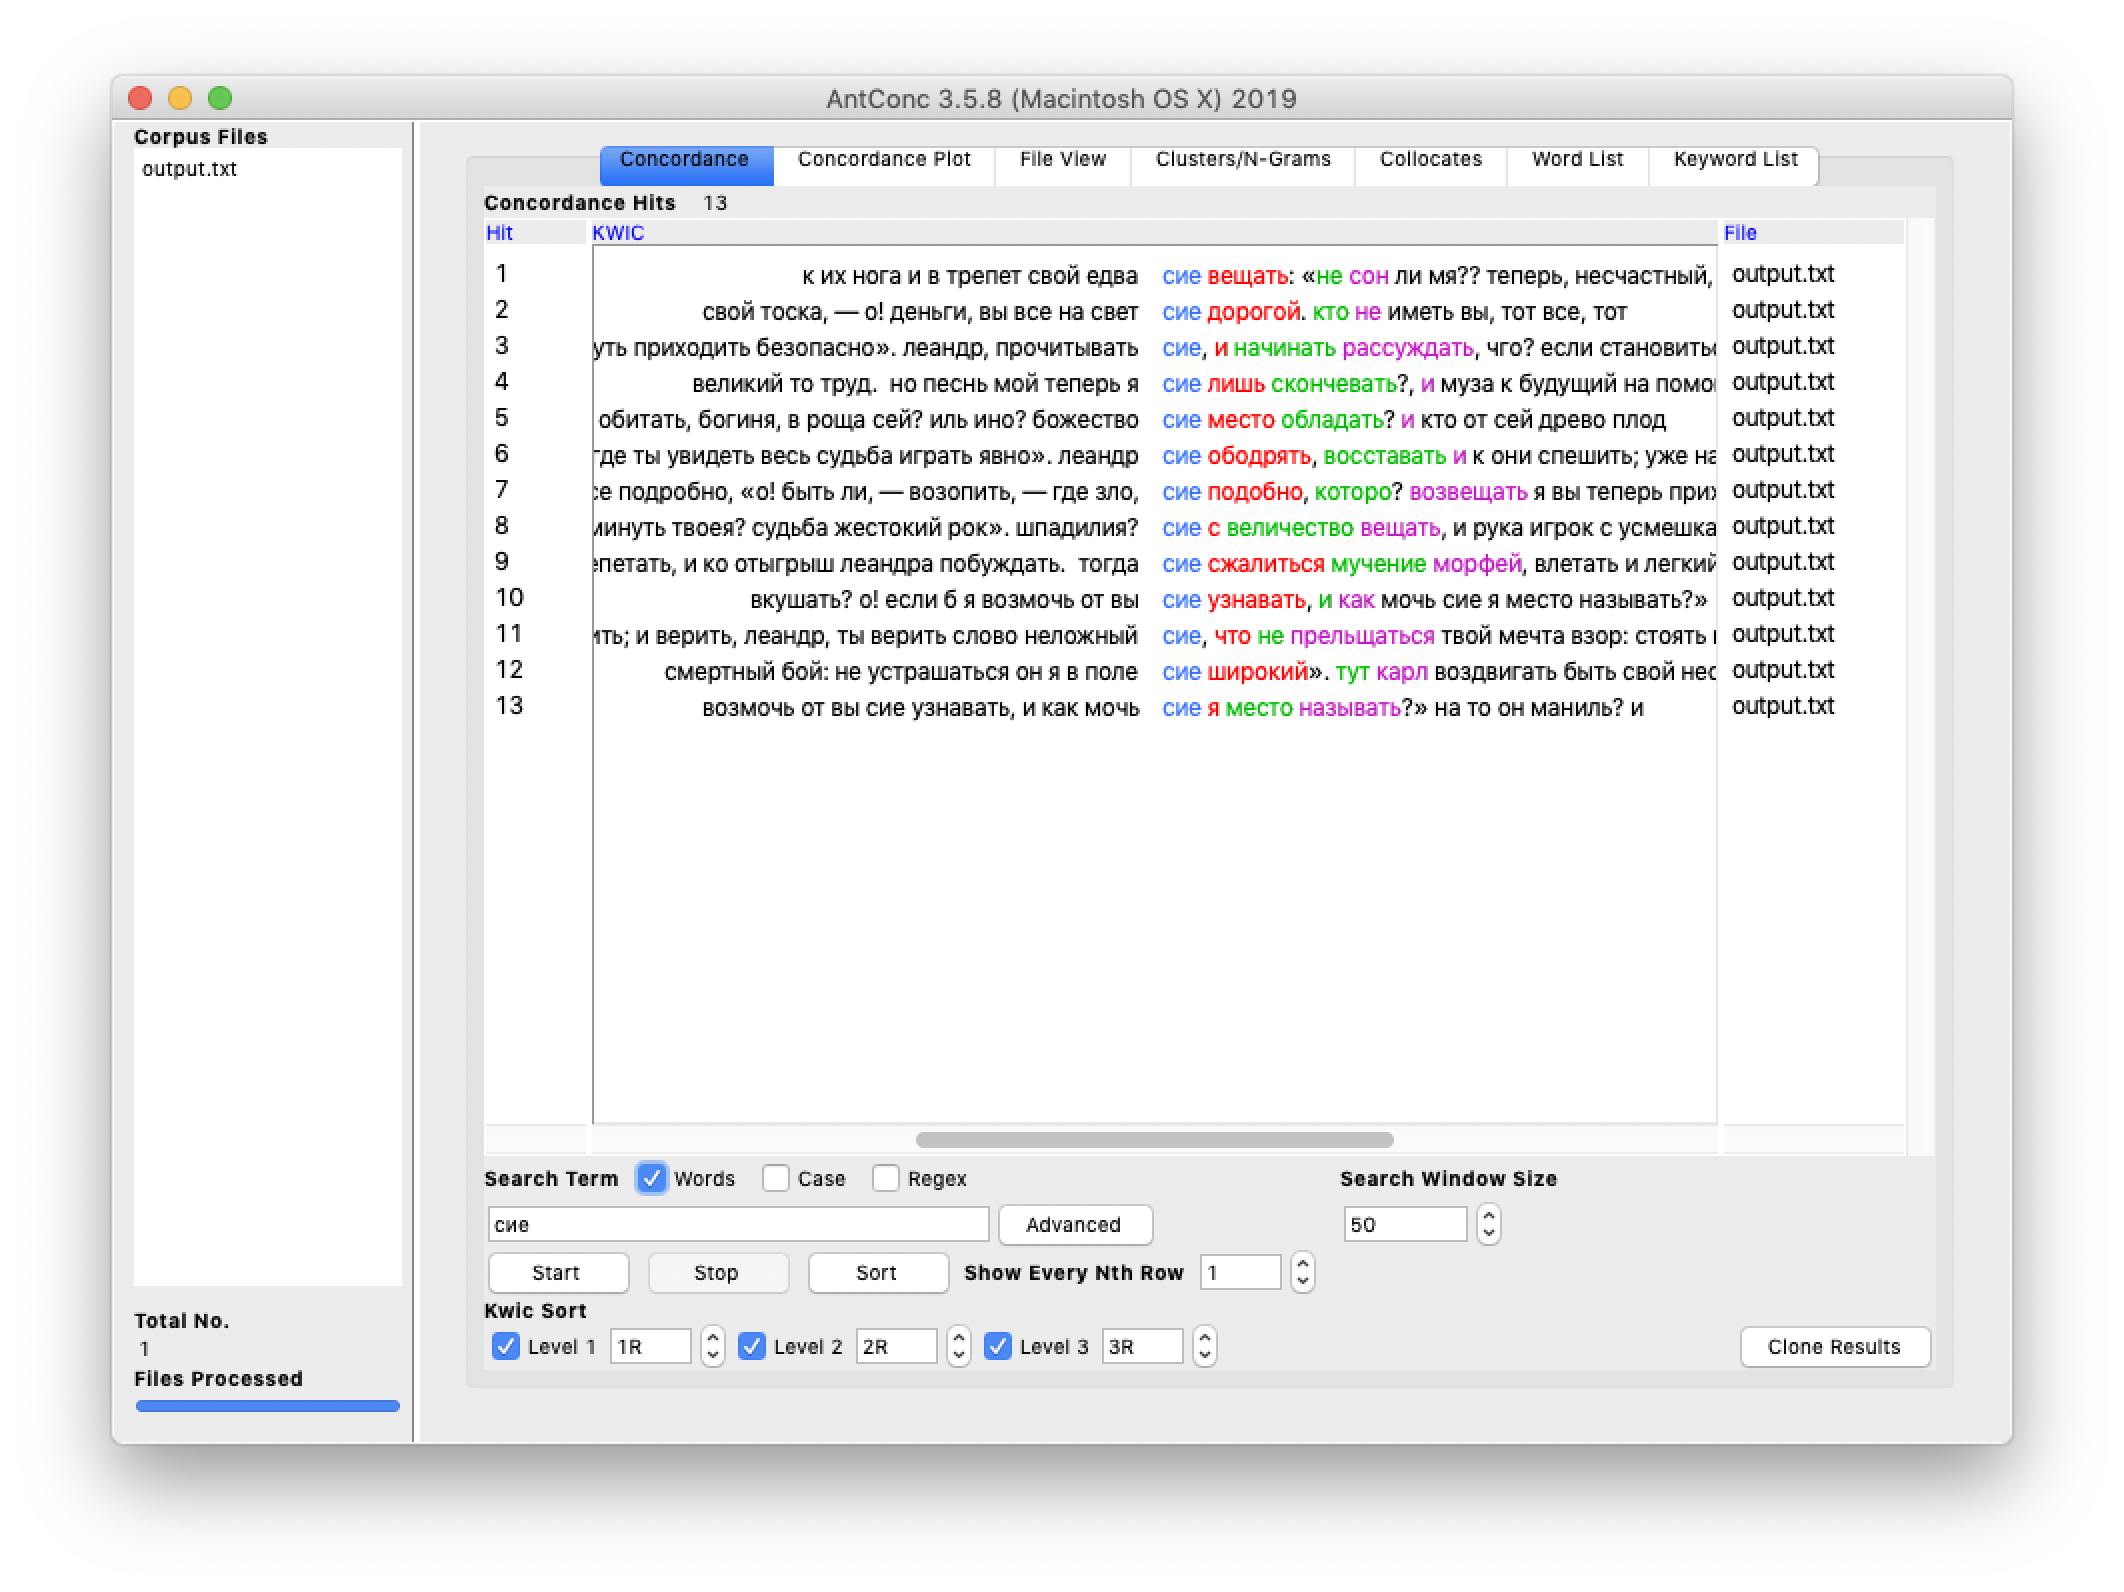 AntConc 3.5.8 (Macintosh OS X) 2019
Corpus Files
output.txt
Concordance Concordance Plot File View Clusters/N-Grams Collocates Word List Keyword List
Concordance Hits 13
Hit KWIC File
1 к их нога и в трепет свой едва сие вещать: «не сон ли мя?? теперь, несчастный, output.txt
2 свой тоска, — о! деньги, вы все на свет сие дорогой. кто не иметь вы, тот все, тот output.txt
3 уть приходить безопасно». леандр, прочитывать сие, и начинать рассуждать, чго? если становитьс output.txt
4 великий то труд. но песнь мой теперь я сие лишь скончевать?, и муза к будущий на помо output.txt
5 обитать, богиня, в роща сей? иль ино? божество сие место обладать? и кто от сей древо плод output.txt
6 где ты увидеть весь судьба играть явно». леандр сие ободрять, восставать и к они спешить; уже на output.txt
7 се подробно, «о! быть ли, — возопить, — где зло, сие подобно, которо? возвещать я вы теперь прих output.txt
8 минуть твоея? судьба жестокий рок». шпадилия? сие с величество вещать, и рука игрок с усмешка output.txt
9 епетать, и ко отыгрыш леандра побуждать. тогда сие сжалиться мучение морфей, влетать и легкий output.txt
10 вкушать? о! если б я возмочь от вы сие узнавать, и как мочь сие я место называть?» output.txt
11 ить; и верить, леандр, ты верить слово неложный сие, что не прельщаться твой мечта взор: стоять output.txt
12 смертный бой: не устрашаться он я в поле сие широкий». тут карл воздвигать быть свой нес output.txt
13 возмочь от вы сие узнавать, и как мочь сие я место называть?» на то он маниль? и output.txt
Search Term Words Case Regex Search Window Size
сие Advanced 50
Start Stop Sort Show Every Nth Row 1
Kwic Sort
Level 1 1R Level 2 2R Level 3 3R Clone Results
Total No.
1
Files Processed